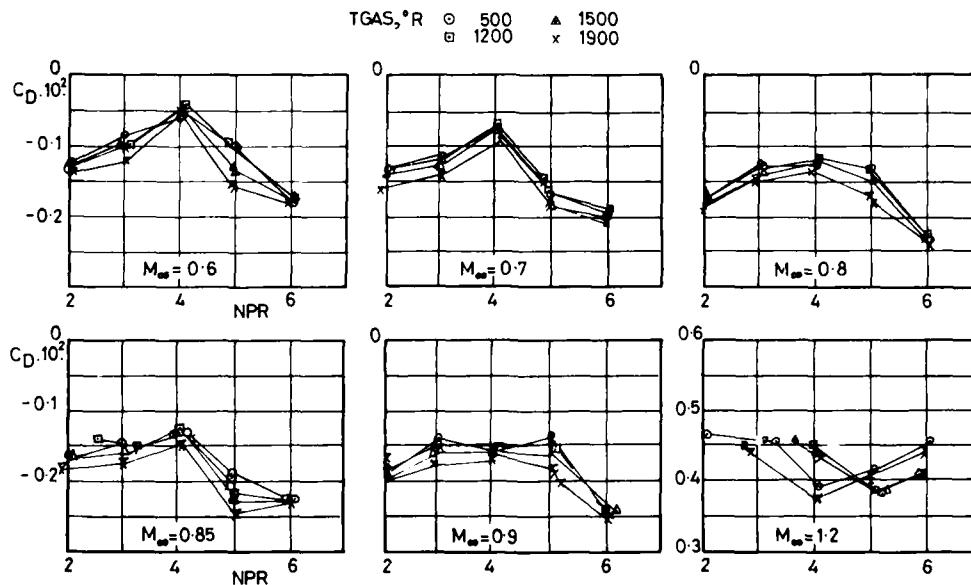 TGAS,°R ⊙ 500 ▲ 1500
⊡ 1200 × 1900
0 0 0
C_D.10².
-0.1
-0.2
M∞=0.6 M∞=0.7 M∞=0.8
2 4 6 2 4 6 2 4 6
NPR
0 0 0.6
C_D.10².
-0.1 0.5
-0.2 0.4
M∞=0.85 M∞=0.9 M∞=1.2
0.3
2 4 6 2 4 6 2 4 6
NPR